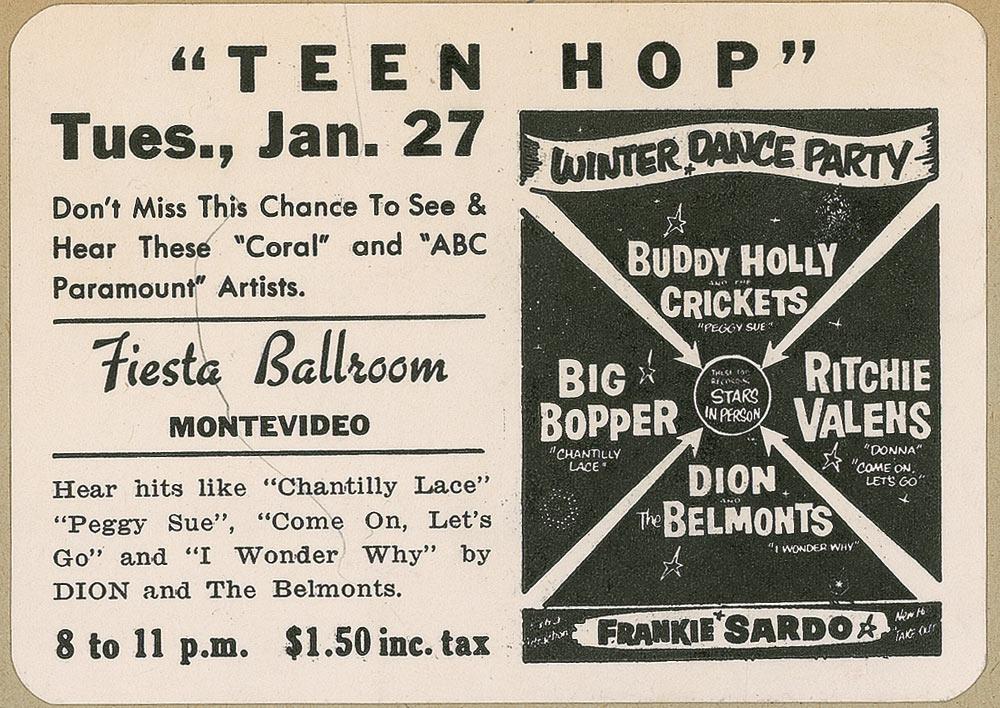 "TEEN HOP"
Tues., Jan. 27
Don't Miss This Chance To See &
Hear These "Coral" and "ABC
Paramount" Artists.
Fiesta Ballroom
MONTEVIDEO
Hear hits like "Chantilly Lace"
"Peggy Sue", "Come On, Let's
Go" and "I Wonder Why" by
DION and The Belmonts.
8 to 11 p.m. $1.50 inc. tax
WINTER DANCE PARTY
BUDDY HOLLY
AND THE
CRICKETS
"PEGGY SUE"
BIG
BOPPER
"CHANTILLY
LACE"
THESE
RECORDING
STARS
IN PERSON
RITCHIE
VALENS
"DONNA"
"COME ON,
LET'S GO"
DION
AND
The BELMONTS
"I WONDER WHY"
FRANKIE SARDO